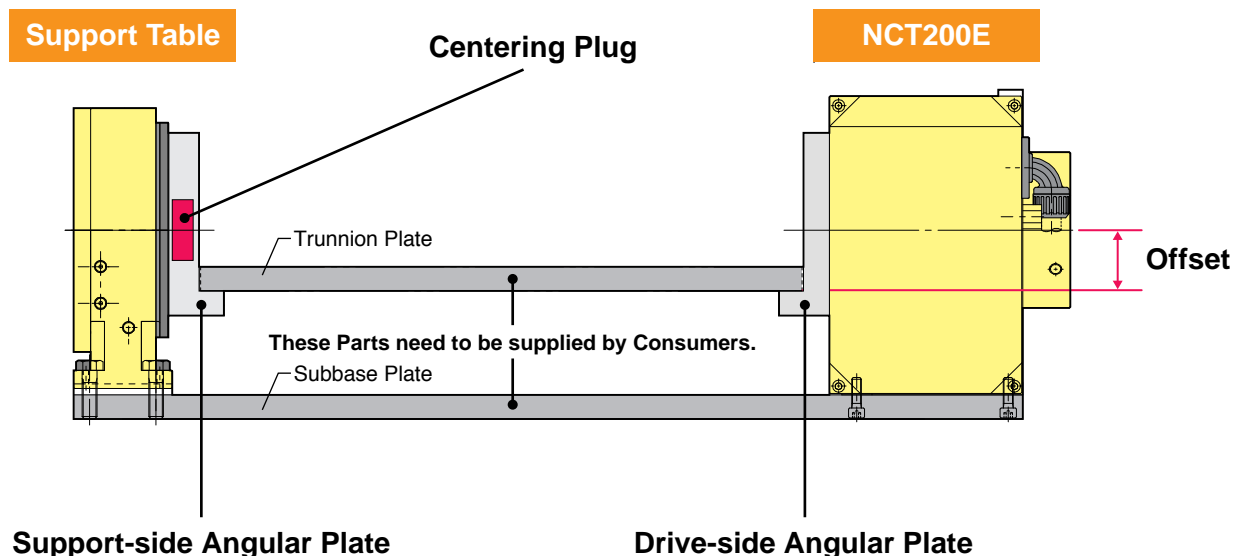 Support Table
Centering Plug
NCT200E
Trunnion Plate
Offset
These Parts need to be supplied by Consumers.
Subbase Plate
Support-side Angular Plate
Drive-side Angular Plate